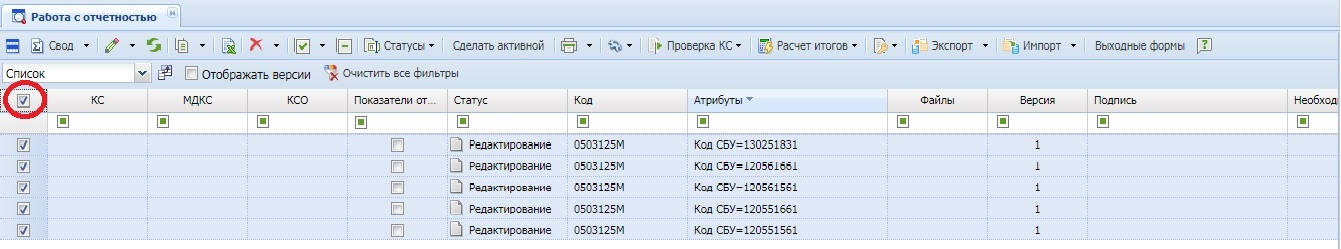 Работа с отчетностью
Свод Статусы Сделать активной Проверка КС Расчет итогов Экспорт Импорт Выходные формы
Список Отображать версии Очистить все фильтры
КС МДКС КСО Показатели от... Статус Код Атрибуты Файлы Версия Подпись Необходи
Редактирование 0503125М Код СБУ=130251831 1
Редактирование 0503125М Код СБУ=120561661 1
Редактирование 0503125М Код СБУ=120561561 1
Редактирование 0503125М Код СБУ=120551661 1
Редактирование 0503125М Код СБУ=120551561 1